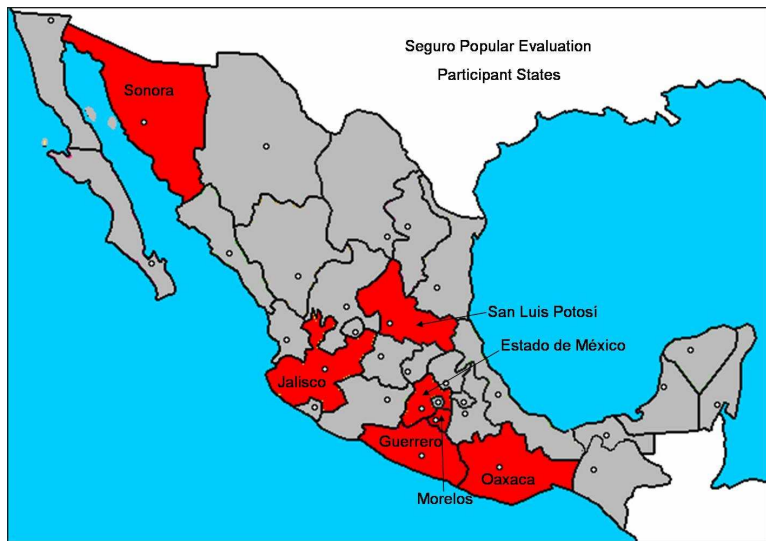 Seguro Popular Evaluation
Participant States
Sonora
San Luis Potosí
Estado de México
Jalisco
Guerrero
Oaxaca
Morelos